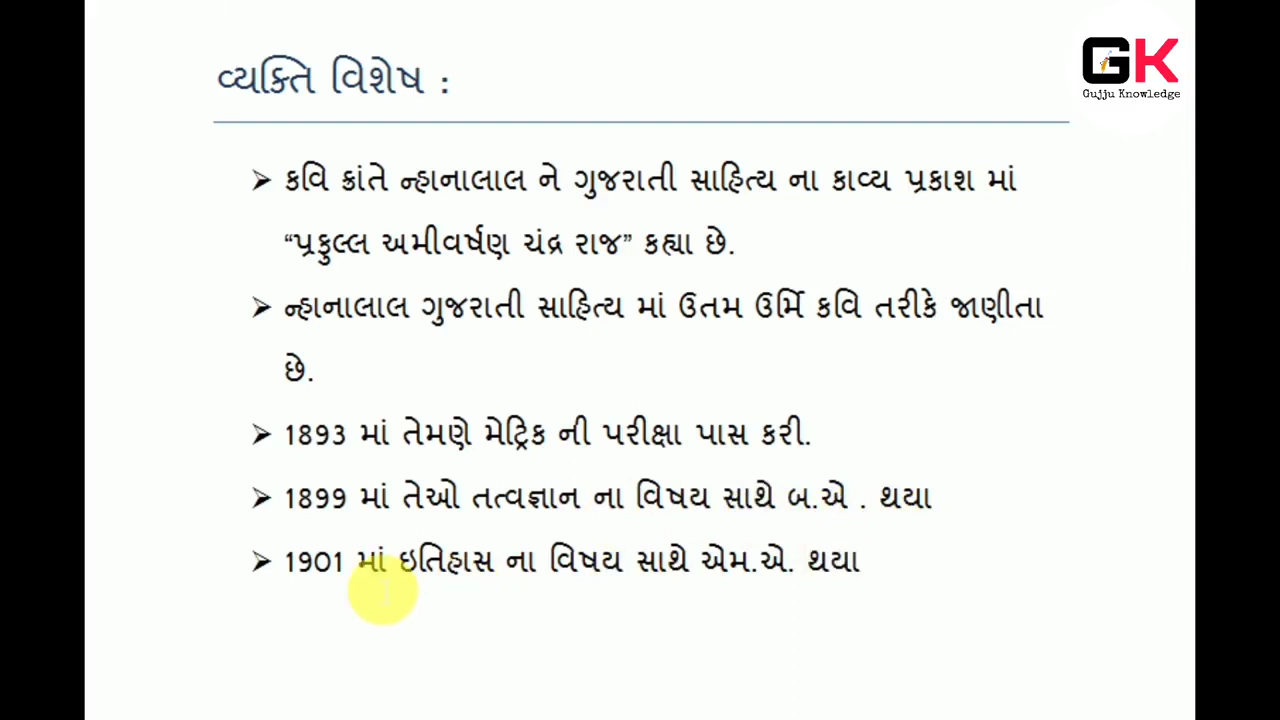 વ્યક્તિ વિશેષ :
GK
Gujju Knowledge
➢ કવિ ક્રાંતે ન્હાનાલાલ ને ગુજરાતી સાહિત્ય ના કાવ્ય પ્રકાશ માં
“પ્રફુલ્લ અમીવર્ષણ ચંદ્ર રાજ” કહ્યા છે.
➢ ન્હાનાલાલ ગુજરાતી સાહિત્ય માં ઉતમ ઉર્મિ કવિ તરીકે જાણીતા
છે.
➢ 1893 માં તેમણે મેટ્રિક ની પરીક્ષા પાસ કરી.
➢ 1899 માં તેઓ તત્વજ્ઞાન ના વિષય સાથે બ.એ . થયા
➢ 1901 માં ઇતિહાસ ના વિષય સાથે એમ.એ. થયા